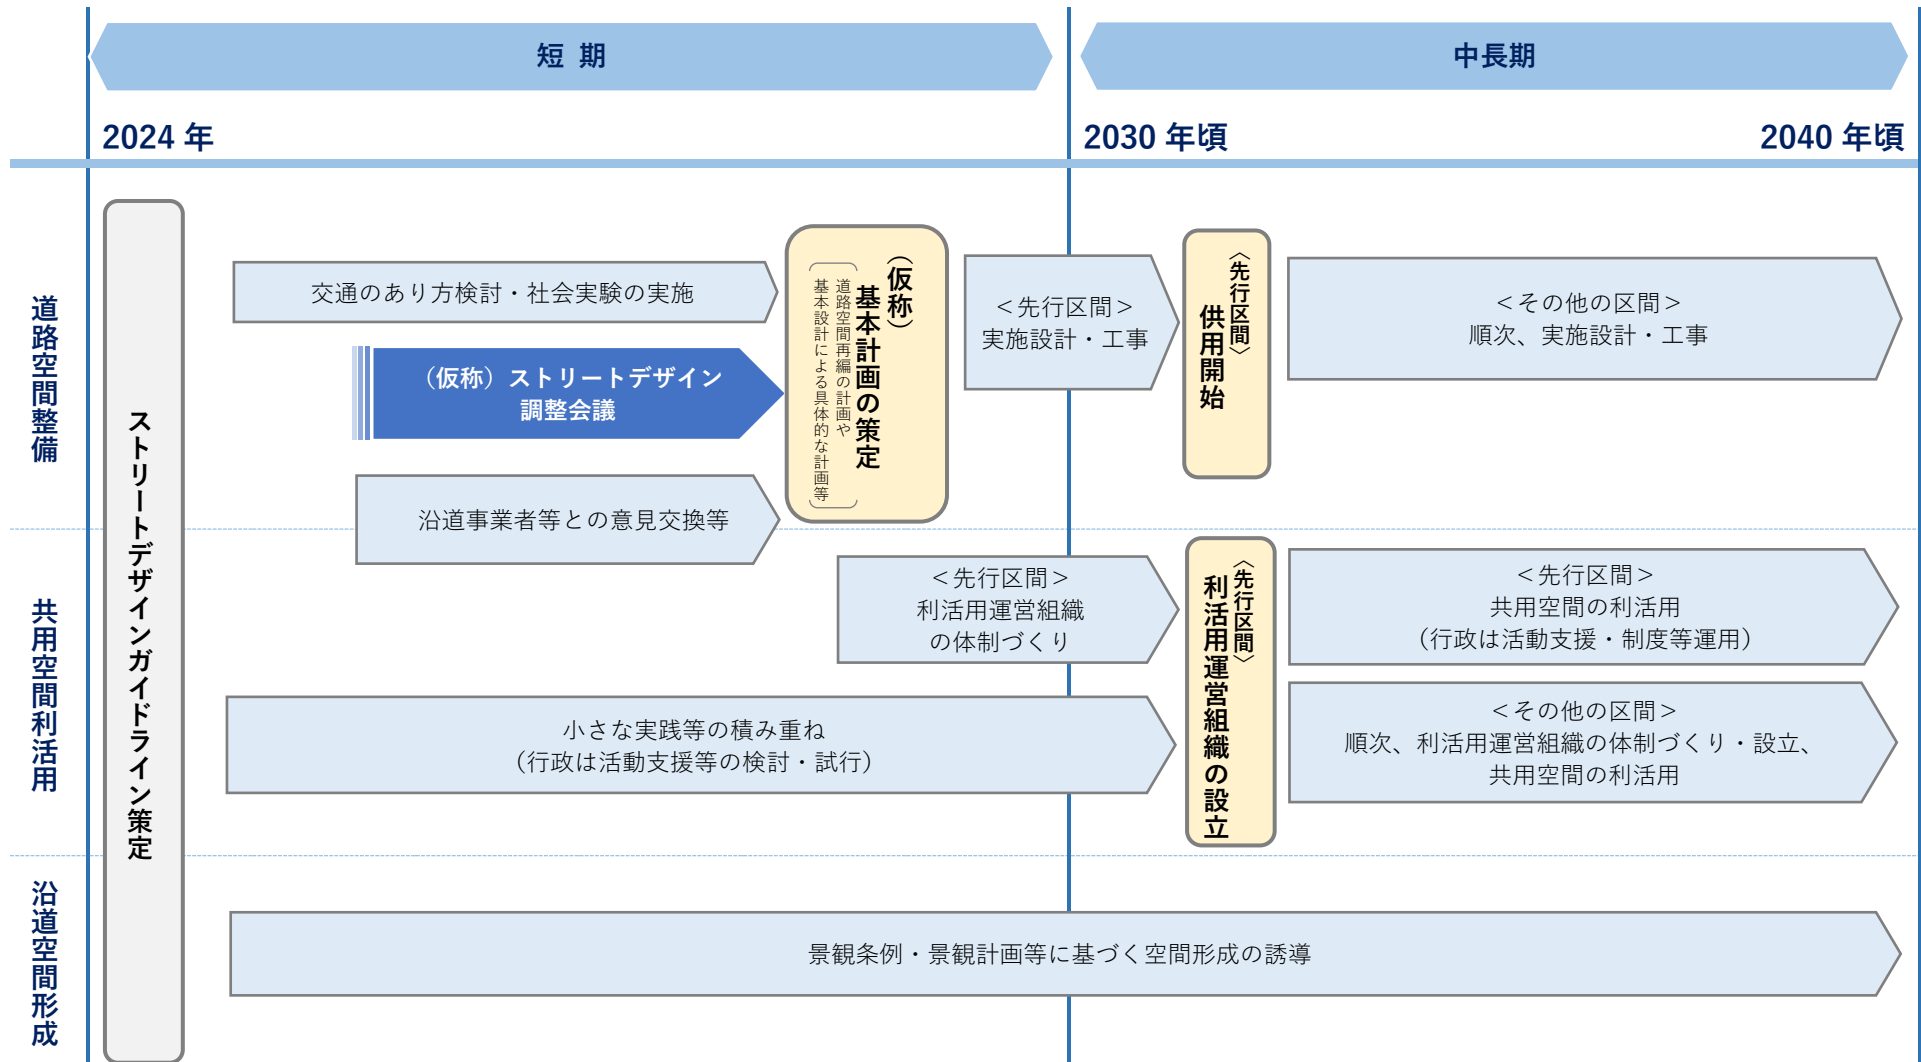 短 期
中長期
2024 年
2030 年頃
2040 年頃
道路空間整備
共用空間利活用
沿道空間形成
ストリートデザインガイドライン策定
交通のあり方検討・社会実験の実施
（仮称）ストリートデザイン
調整会議
沿道事業者等との意見交換等
（仮称）
基本計画の策定
道路空間再編の計画や
基本設計による具体的な計画等
＜先行区間＞
実施設計・工事
〈先行区間〉
供用開始
＜その他の区間＞
順次、実施設計・工事
＜先行区間＞
利活用運営組織
の体制づくり
小さな実践等の積み重ね
（行政は活動支援等の検討・試行）
〈先行区間〉
利活用運営組織の設立
＜先行区間＞
共用空間の利活用
（行政は活動支援・制度等運用）
＜その他の区間＞
順次、利活用運営組織の体制づくり・設立、
共用空間の利活用
景観条例・景観計画等に基づく空間形成の誘導